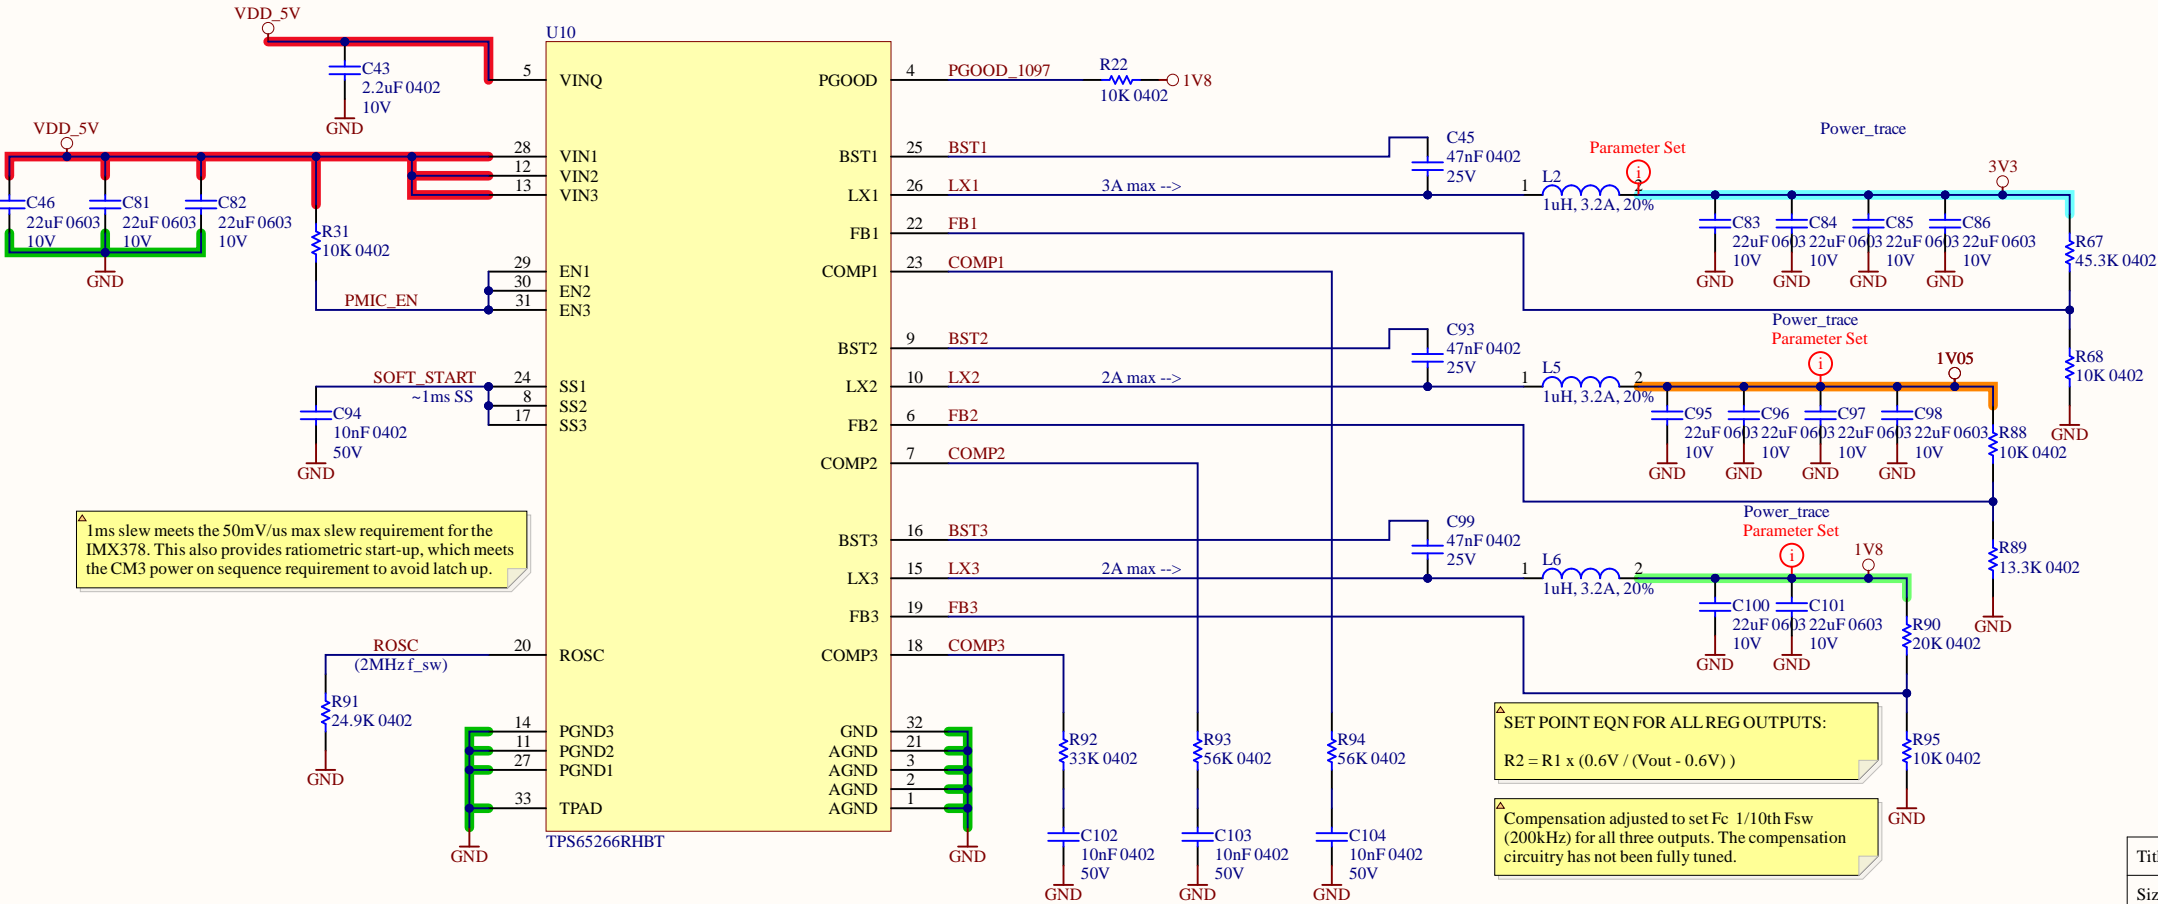 VDD_5V
C43
2.2uF 0402
10V
GND
VDD_5V
C46
22uF 0603
10V
C81
22uF 0603
10V
C82
22uF 0603
10V
GND
R31
10K 0402
PMIC_EN
SOFT_START
~1ms SS
C94
10nF 0402
50V
GND
1ms slew meets the 50mV/us max slew requirement for the
IMX378. This also provides ratiometric start-up, which meets
the CM3 power on sequence requirement to avoid latch up.
ROSC
(2MHz f_sw)
R91
24.9K 0402
GND
GND
U10
5 VINQ
28 VIN1
12 VIN2
13 VIN3
29 EN1
30 EN2
31 EN3
24 SS1
8 SS2
17 SS3
20 ROSC
14 PGND3
11 PGND2
27 PGND1
33 TPAD
TPS65266RHBT
PGOOD 4 PGOOD_1097
BST1 25 BST1
LX1 26 LX1 3A max -->
FB1 22 FB1
COMP1 23 COMP1
BST2 9 BST2
LX2 10 LX2 2A max -->
FB2 6 FB2
COMP2 7 COMP2
BST3 16 BST3
LX3 15 LX3 2A max -->
FB3 19 FB3
COMP3 18 COMP3
GND 32
AGND 21
AGND 3
AGND 2
AGND 1
GND
R22
10K 0402
1V8
C45
47nF 0402
25V
1 L2 2
1uH, 3.2A, 20%
Parameter Set
i
Power_trace
3V3
C83
22uF 0603
10V
GND
C84
22uF 0603
10V
GND
C85
22uF 0603
10V
GND
C86
22uF 0603
10V
GND
R67
45.3K 0402
R68
10K 0402
GND
C93
47nF 0402
25V
1 L5 2
1uH, 3.2A, 20%
Power_trace
Parameter Set
i
1V05
C95
22uF 0603
10V
GND
C96
22uF 0603
10V
GND
C97
22uF 0603
10V
GND
C98
22uF 0603
10V
GND
R88
10K 0402
R89
13.3K 0402
GND
C99
47nF 0402
25V
1 L6 2
1uH, 3.2A, 20%
Power_trace
Parameter Set
i
1V8
C100
22uF 0603
10V
GND
C101
22uF 0603
10V
GND
R90
20K 0402
R95
10K 0402
GND
R92
33K 0402
C102
10nF 0402
50V
GND
R93
56K 0402
C103
10nF 0402
50V
GND
R94
56K 0402
C104
10nF 0402
50V
GND
SET POINT EQN FOR ALL REG OUTPUTS:
R2 = R1 x (0.6V / (Vout - 0.6V) )
Compensation adjusted to set Fc 1/10th Fsw
(200kHz) for all three outputs. The compensation
circuitry has not been fully tuned.